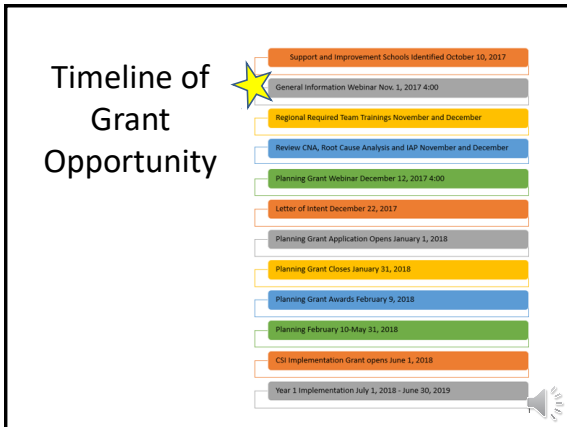 Timeline of
Grant
Opportunity
Support and Improvement Schools Identified October 10, 2017
General Information Webinar Nov. 1, 2017 4:00
Regional Required Team Trainings November and December
Review CNA, Root Cause Analysis and IAP November and December
Planning Grant Webinar December 12, 2017 4:00
Letter of Intent December 22, 2017
Planning Grant Application Opens January 1, 2018
Planning Grant Closes January 31, 2018
Planning Grant Awards February 9, 2018
Planning February 10-May 31, 2018
CSI Implementation Grant opens June 1, 2018
Year 1 Implementation July 1, 2018 - June 30, 2019